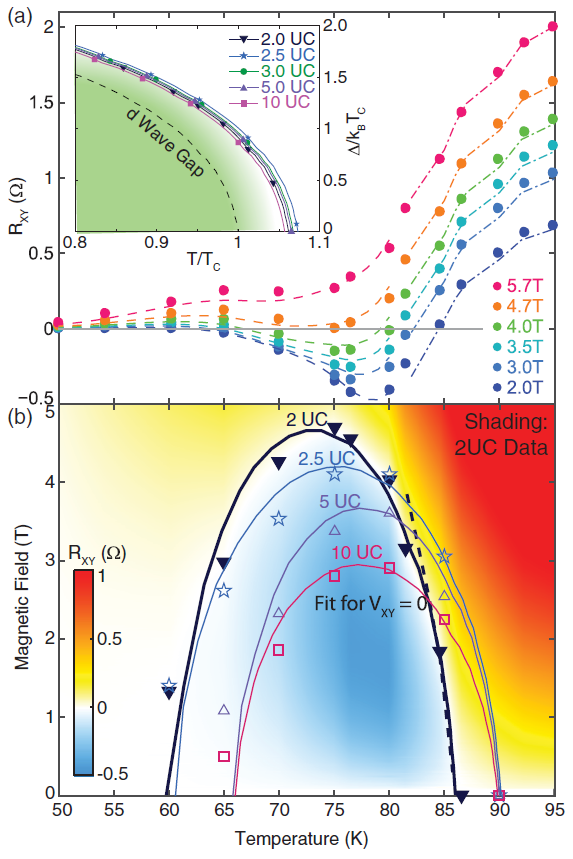 (a)
2
1.5
1
0.5
0
−0.5
R_XY (Ω)
2.0 UC
2.5 UC
3.0 UC
5.0 UC
10 UC
d Wave Gap
2.0
1.5
1.0
0.5
0
Δ/k_B T_C
0.8
0.9
1
1.1
T/T_C
5.7T
4.7T
4.0T
3.5T
3.0T
2.0T
(b)
5
4
3
2
1
0
Magnetic Field (T)
2 UC
2.5 UC
5 UC
10 UC
Shading:
2UC Data
Fit for V_XY = 0
R_XY (Ω)
1
0.5
0
-0.5
50
55
60
65
70
75
80
85
90
95
Temperature (K)